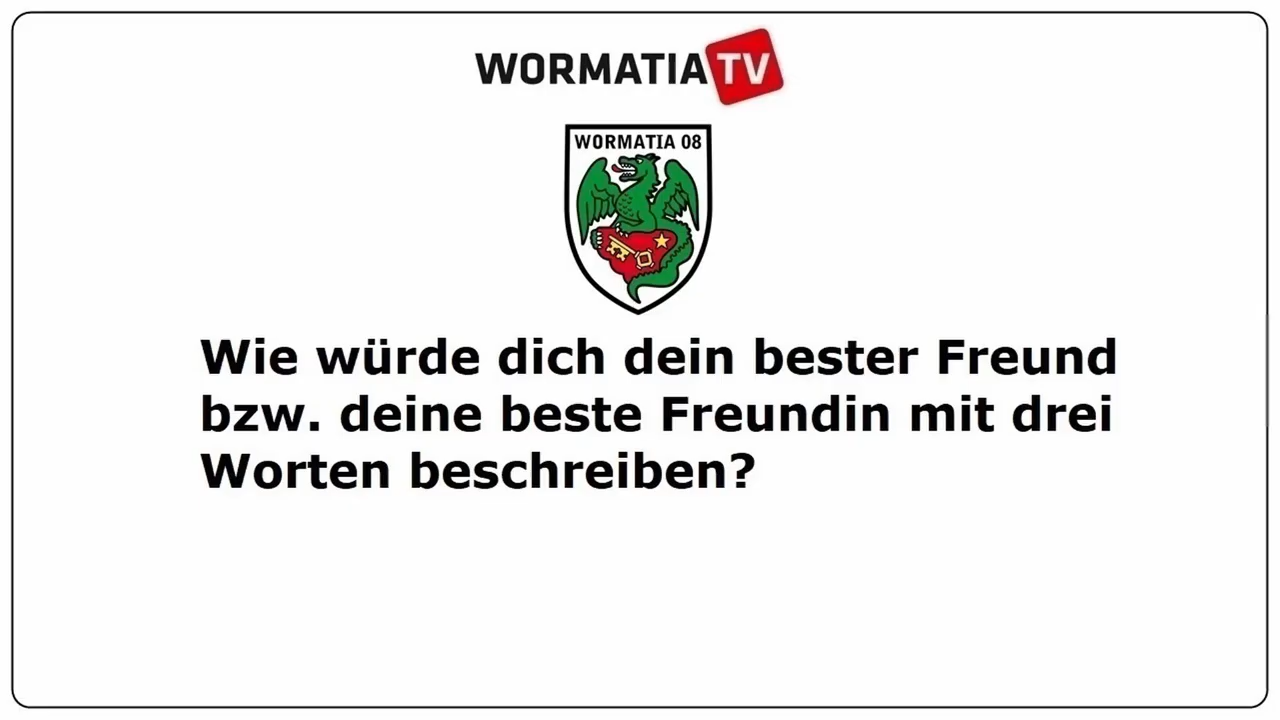 WORMATIA TV
WORMATIA 08
Wie würde dich dein bester Freund
bzw. deine beste Freundin mit drei
Worten beschreiben?